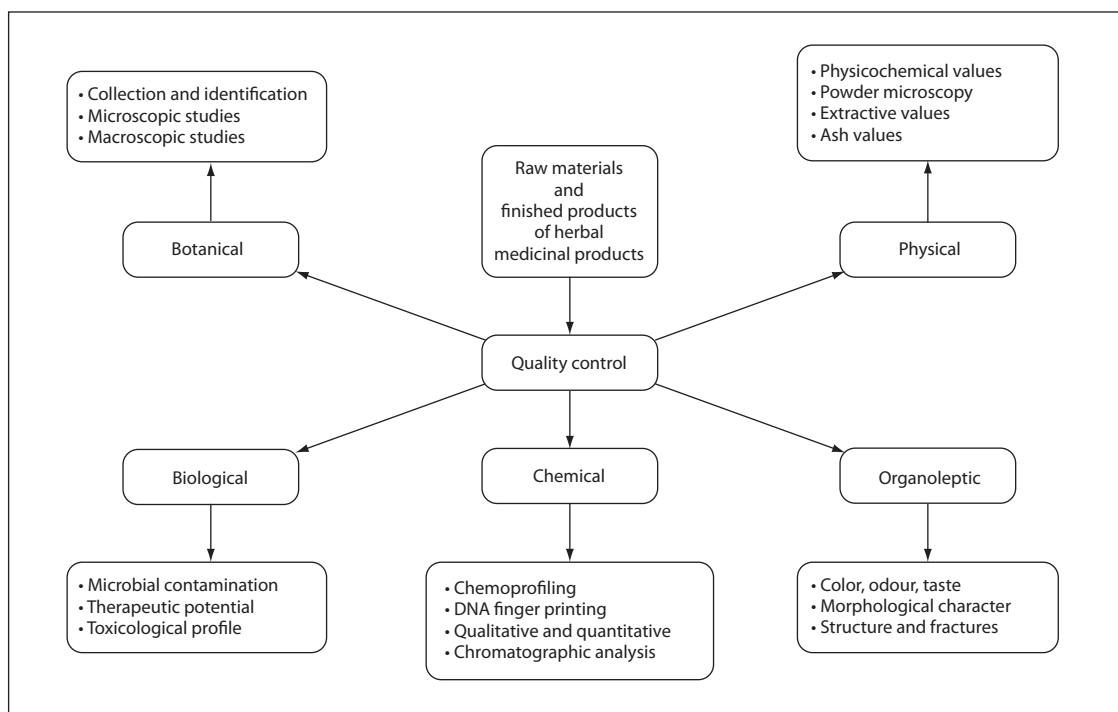 • Collection and identification
• Microscopic studies
• Macroscopic studies
• Physicochemical values
• Powder microscopy
• Extractive values
• Ash values
Raw materials
and
finished products
of herbal
medicinal products
Botanical
Physical
Quality control
Biological
Chemical
Organoleptic
• Microbial contamination
• Therapeutic potential
• Toxicological profile
• Chemoprofiling
• DNA finger printing
• Qualitative and quantitative
• Chromatographic analysis
• Color, odour, taste
• Morphological character
• Structure and fractures